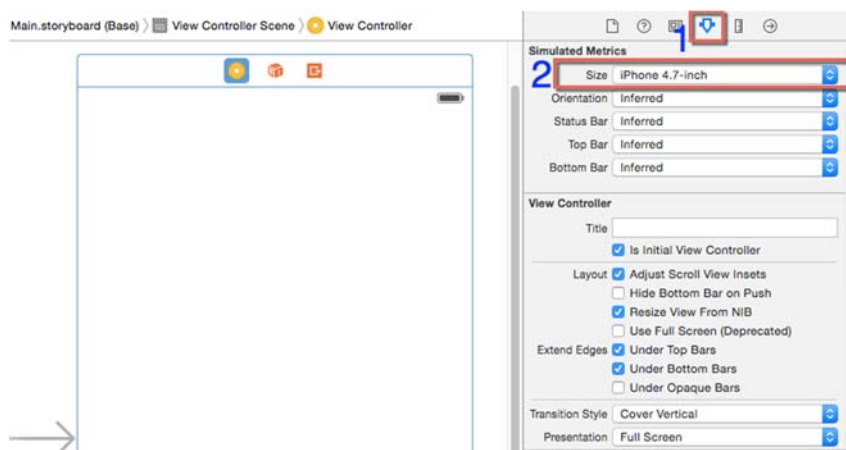 Main.storyboard (Base) View Controller Scene View Controller
1
Simulated Metrics
2
Size iPhone 4.7-inch
Orientation Inferred
Status Bar Inferred
Top Bar Inferred
Bottom Bar Inferred
View Controller
Title
Is Initial View Controller
Layout Adjust Scroll View Insets
Hide Bottom Bar on Push
Resize View From NIB
Use Full Screen (Deprecated)
Extend Edges Under Top Bars
Under Bottom Bars
Under Opaque Bars
Transition Style Cover Vertical
Presentation Full Screen